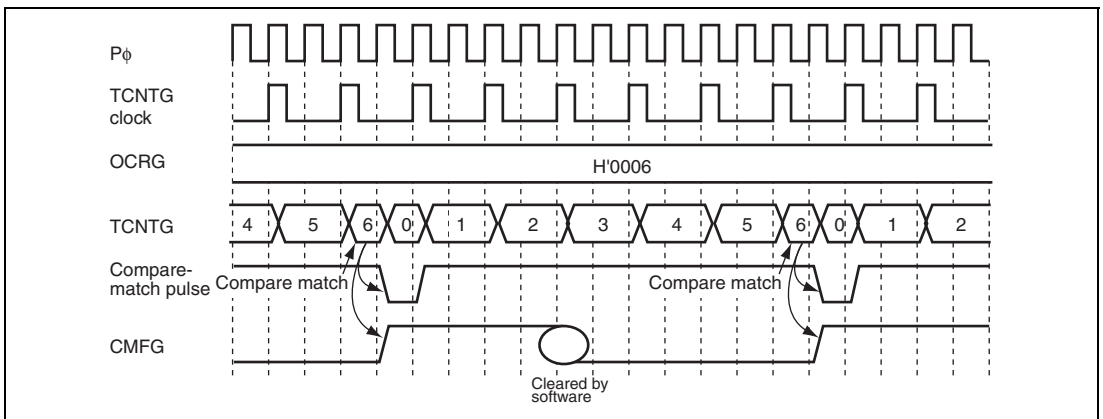 Pϕ
TCNTG
clock
OCRG
H'0006
TCNTG
4 5 6 0 1 2 3 4 5 6 0 1 2
Compare-
match pulse
Compare match
Compare match
CMFG
Cleared by
software